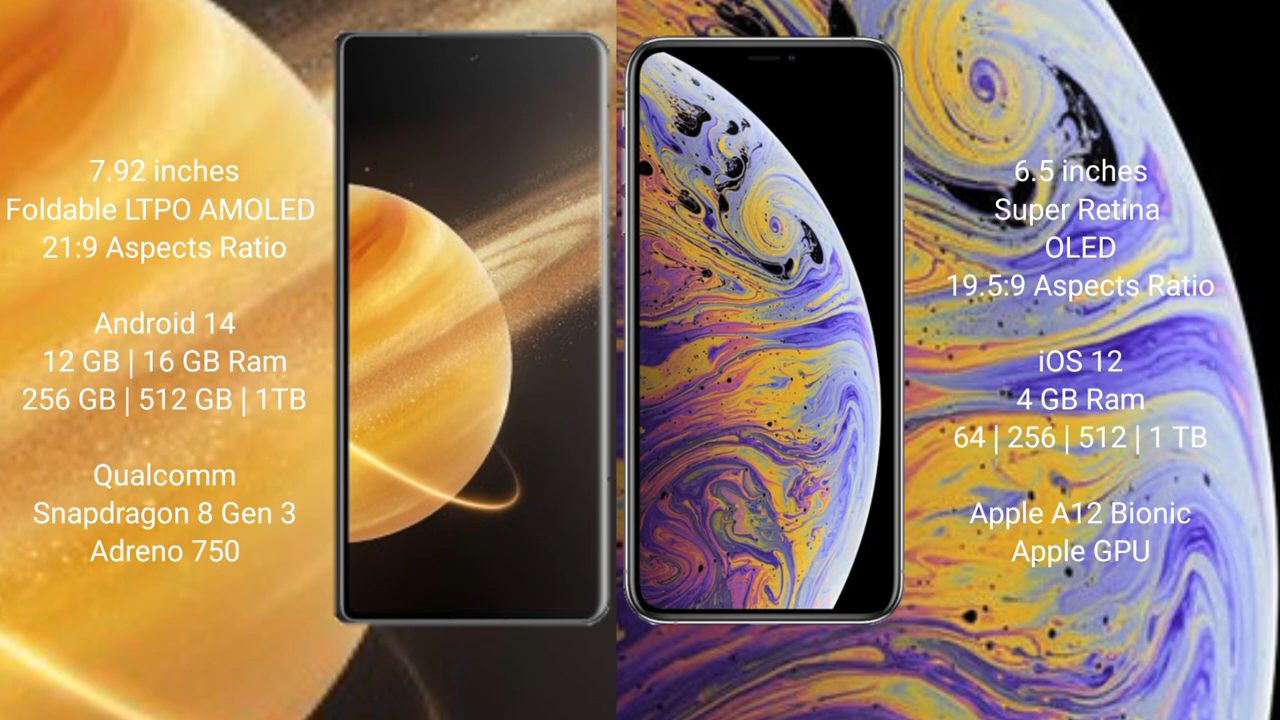 7.92 inches
Foldable LTPO AMOLED
21:9 Aspects Ratio
Android 14
12 GB | 16 GB Ram
256 GB | 512 GB | 1TB
Qualcomm
Snapdragon 8 Gen 3
Adreno 750
6.5 inches
Super Retina
OLED
19.5:9 Aspects Ratio
iOS 12
4 GB Ram
64 | 256 | 512 | 1 TB
Apple A12 Bionic
Apple GPU